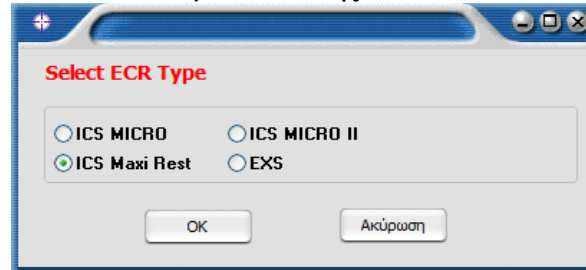 Select ECR Type
ICS MICRO ICS MICRO II
ICS Maxi Rest EXS
OK Ακύρωση